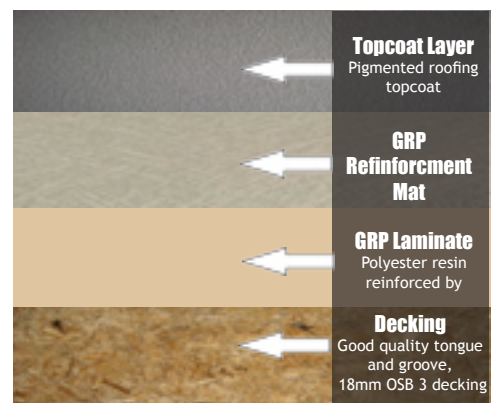 Topcoat Layer
Pigmented roofing
topcoat
GRP
Refinforcment
Mat
GRP Laminate
Polyester resin
reinforced by
Decking
Good quality tongue
and groove,
18mm OSB 3 decking